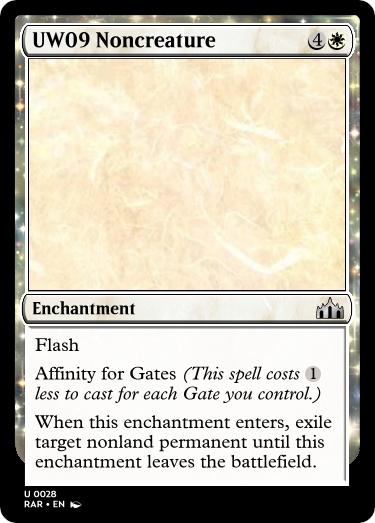 UW09 Noncreature 4
Enchantment
Flash
Affinity for Gates (This spell costs 1
less to cast for each Gate you control.)
When this enchantment enters, exile
target nonland permanent until this
enchantment leaves the battlefield.
U 0028
RAR • EN